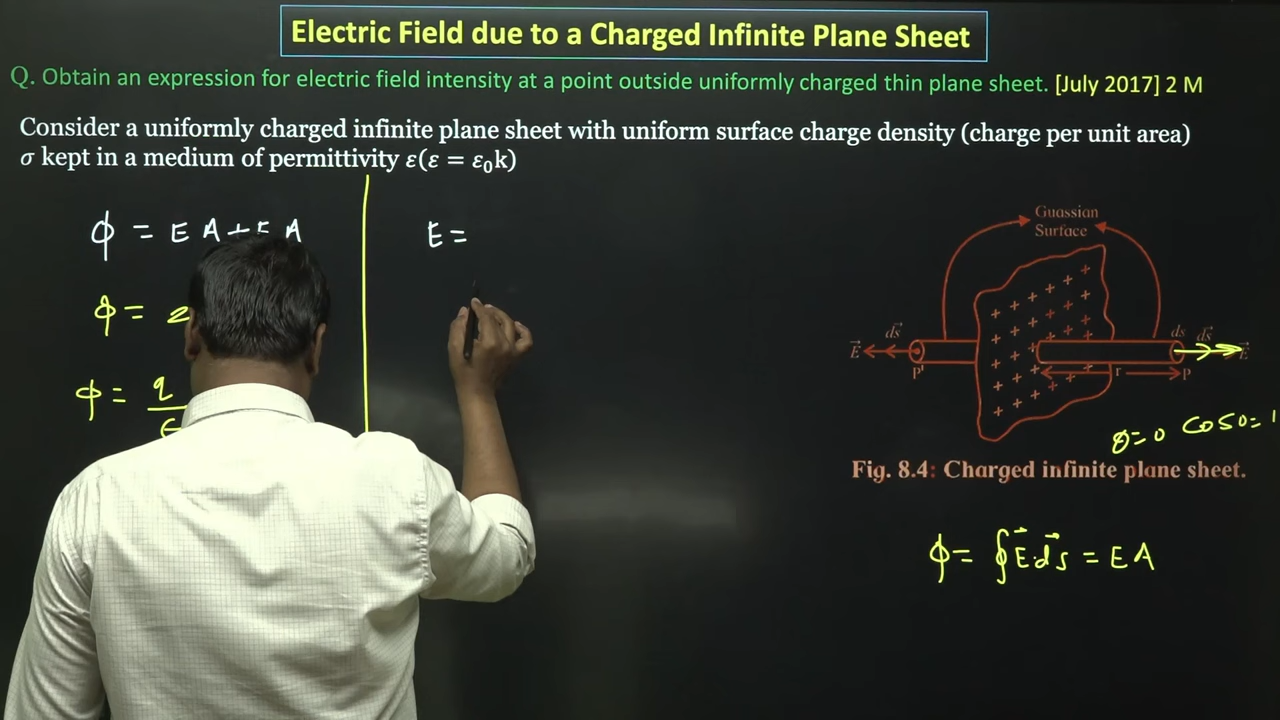 Electric Field due to a Charged Infinite Plane Sheet
Q. Obtain an expression for electric field intensity at a point outside uniformly charged thin plane sheet. [July 2017] 2 M
Consider a uniformly charged infinite plane sheet with uniform surface charge density (charge per unit area)
σ kept in a medium of permittivity ε(ε = ε₀k)
ϕ = E A + E A
ϕ = 2
ϕ = q
E =
Guassian
Surface
ds⃗
E⃗
P'
ds
ds⃗
E
r
P
θ=0 cos0=1
Fig. 8.4: Charged infinite plane sheet.
ϕ = ∮E⃗.ds⃗ = E A